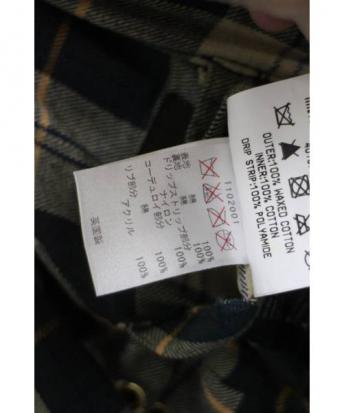 1102001
表地 綿 100%
裏地 綿 100%
ドリップストリップ部分
ナイロン 100%
コーデュロイ部分
綿 100%
リブ部分 アクリル 100%
英国製
OUTER:100% WAXED COTTON
INNER:100% COTTON
DRIP STRIP:100% POLYAMIDE